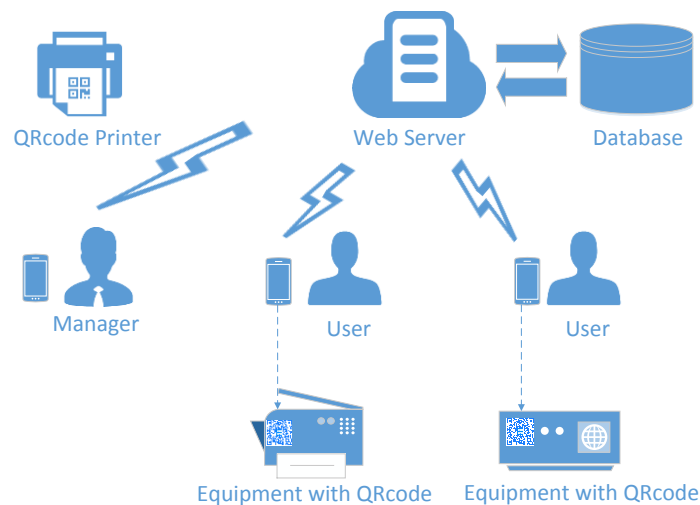 QRcode Printer
Web Server
Database
Manager
User
User
Equipment with QRcode
Equipment with QRcode